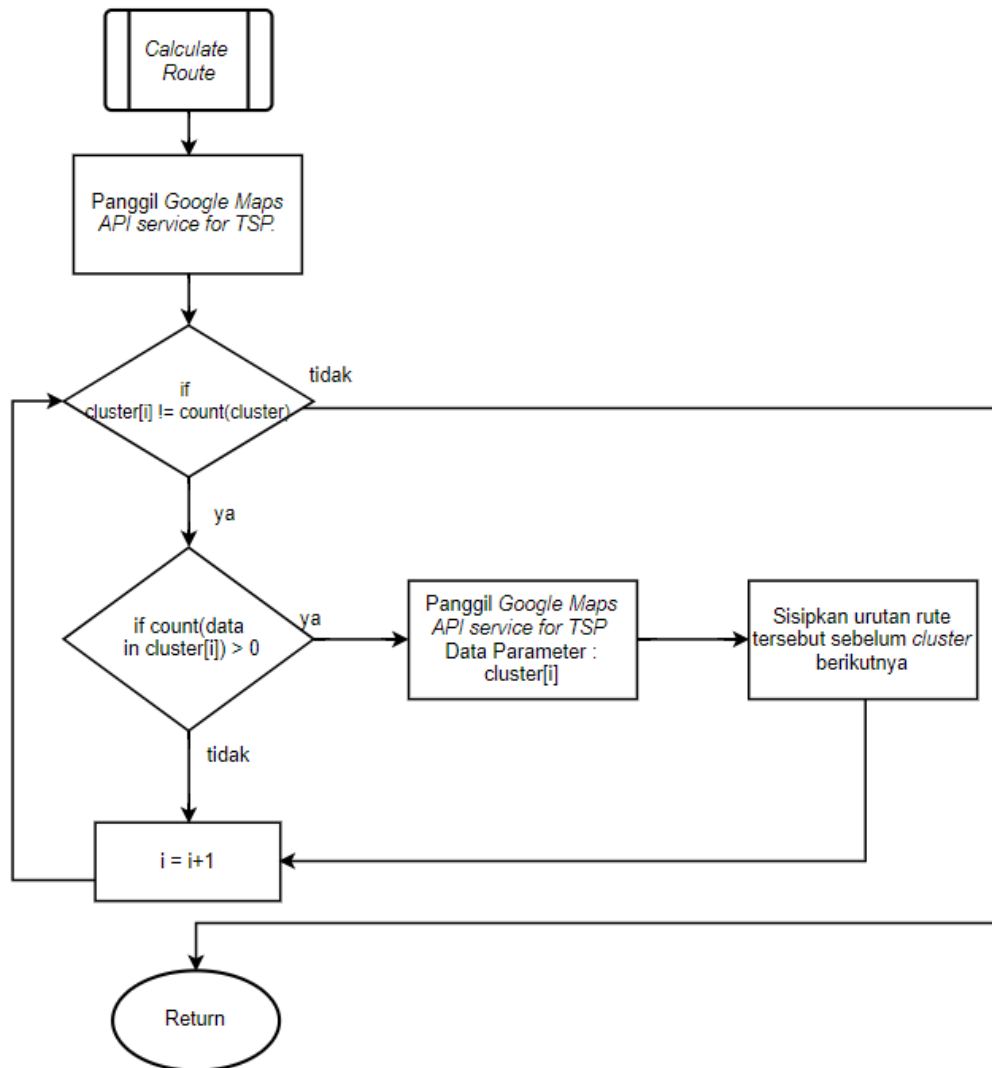 Calculate
Route
Panggil Google Maps
API service for TSP.
if
cluster[i] != count(cluster)
tidak
ya
if count(data
in cluster[i]) > 0
ya
Panggil Google Maps
API service for TSP
Data Parameter :
cluster[i]
Sisipkan urutan rute
tersebut sebelum cluster
berikutnya
tidak
i = i+1
Return